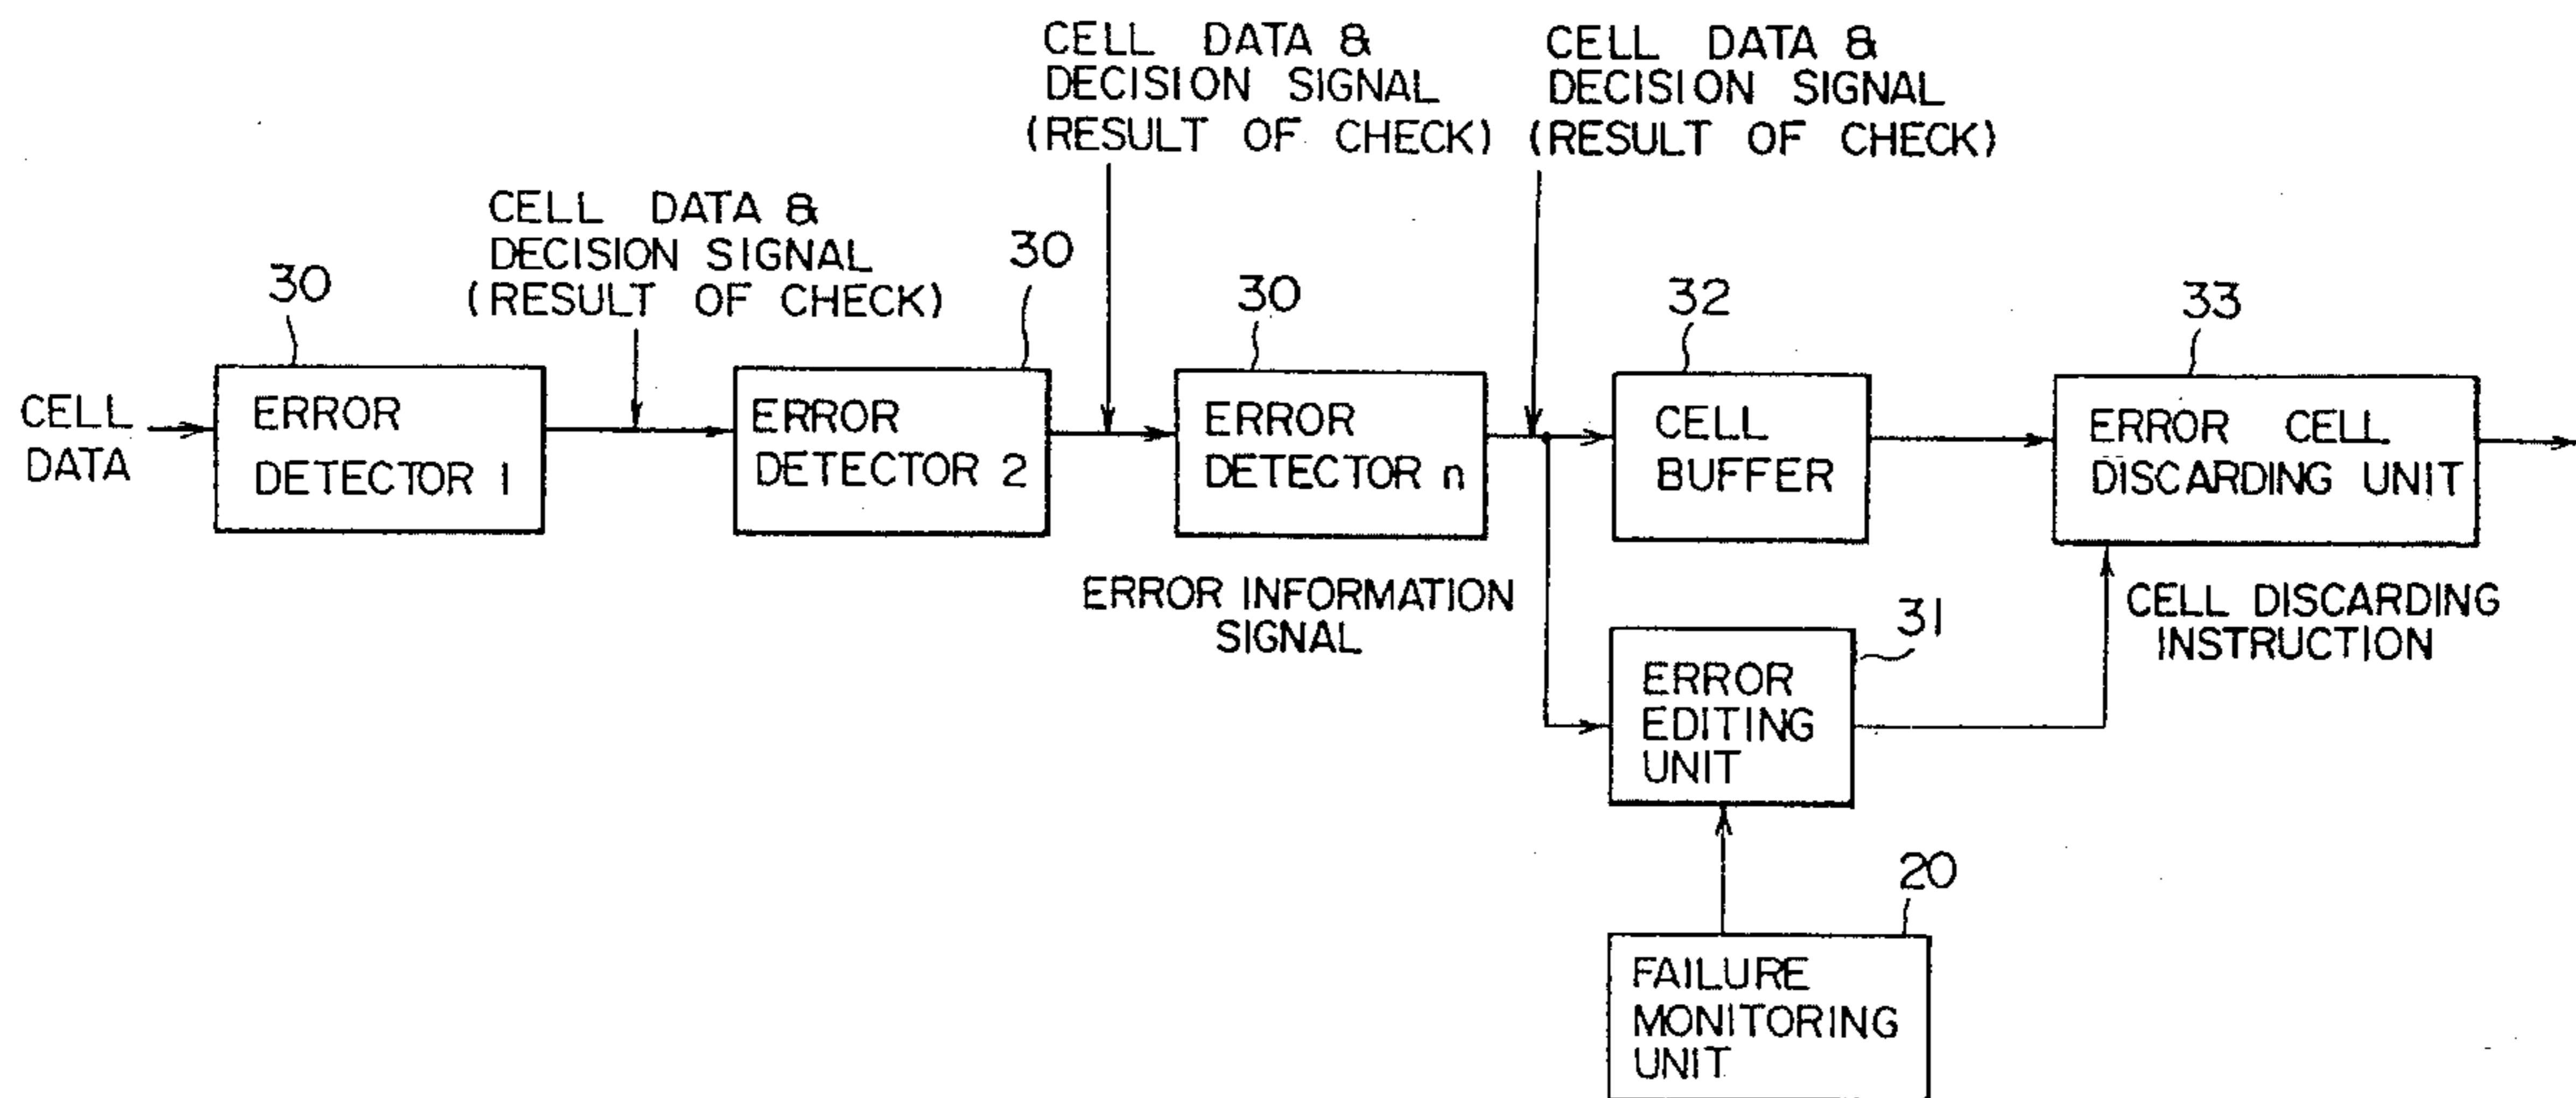 CELL DATA &
DECISION SIGNAL
(RESULT OF CHECK)
CELL DATA &
DECISION SIGNAL
(RESULT OF CHECK)
CELL DATA &
DECISION SIGNAL
(RESULT OF CHECK)
30
30
30
32
33
CELL
DATA
ERROR
DETECTOR 1
ERROR
DETECTOR 2
ERROR
DETECTOR n
CELL
BUFFER
ERROR CELL
DISCARDING UNIT
ERROR INFORMATION
SIGNAL
CELL DISCARDING
INSTRUCTION
31
ERROR
EDITING
UNIT
20
FAILURE
MONITORING
UNIT